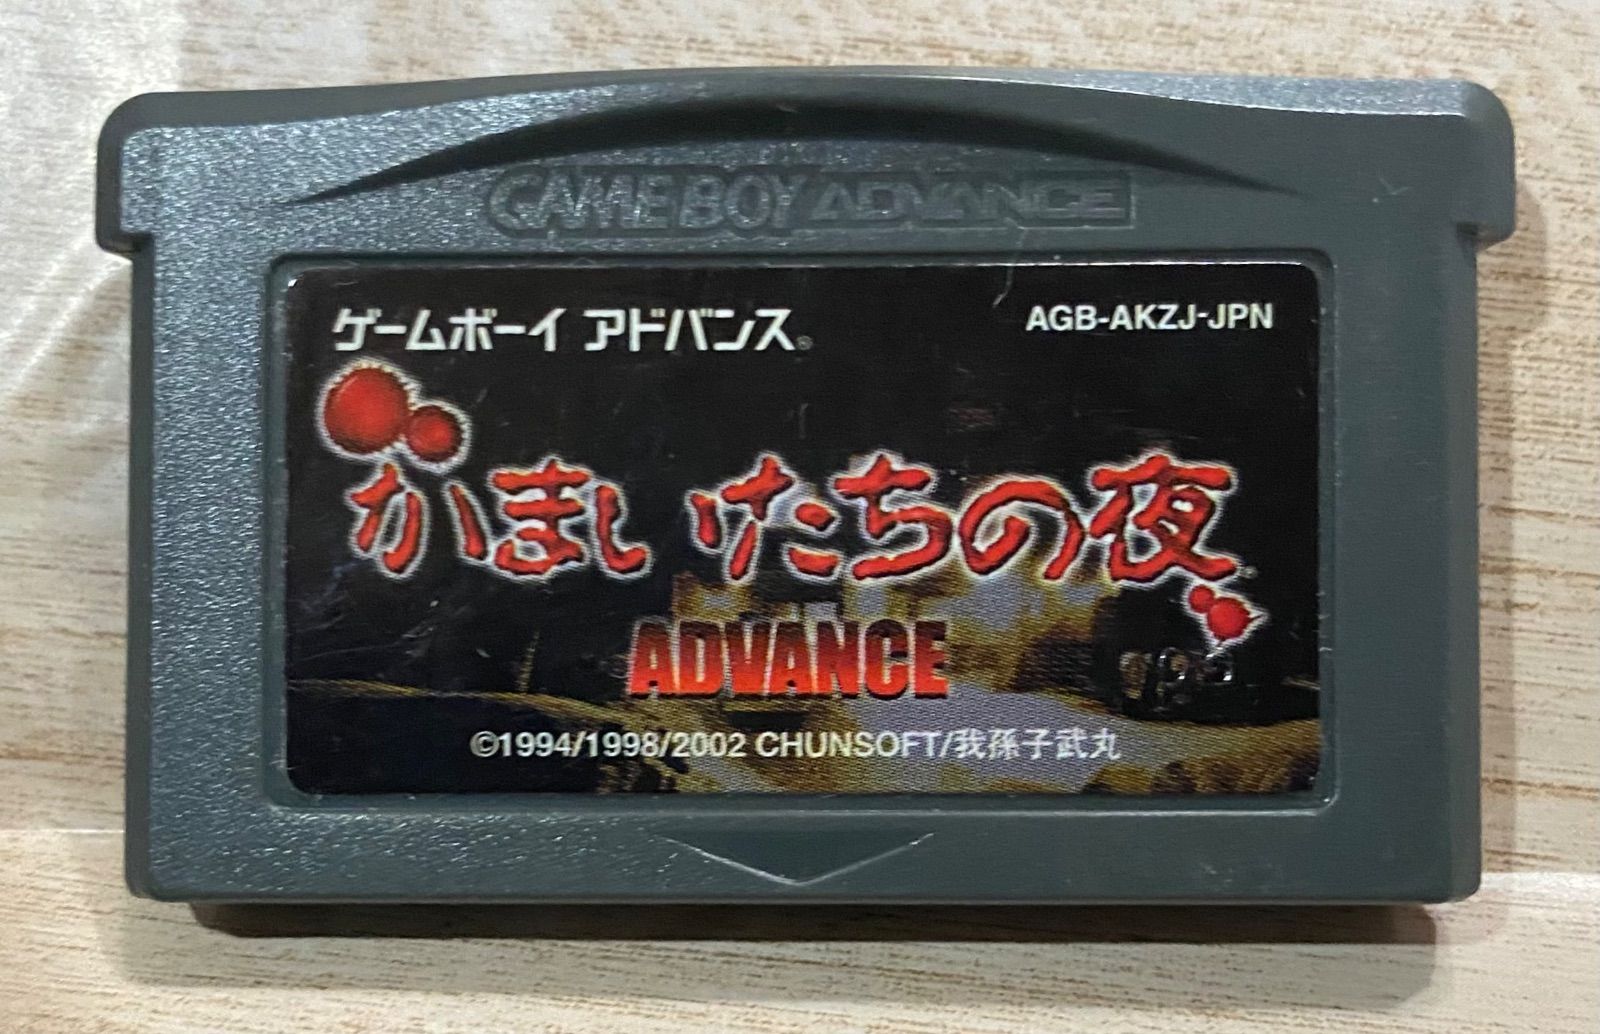 GAME BOY ADVANCE
ゲームボーイ アドバンス®
AGB-AKZJ-JPN
かまいたちの夜
ADVANCE
©1994/1998/2002 CHUNSOFT/我孫子武丸